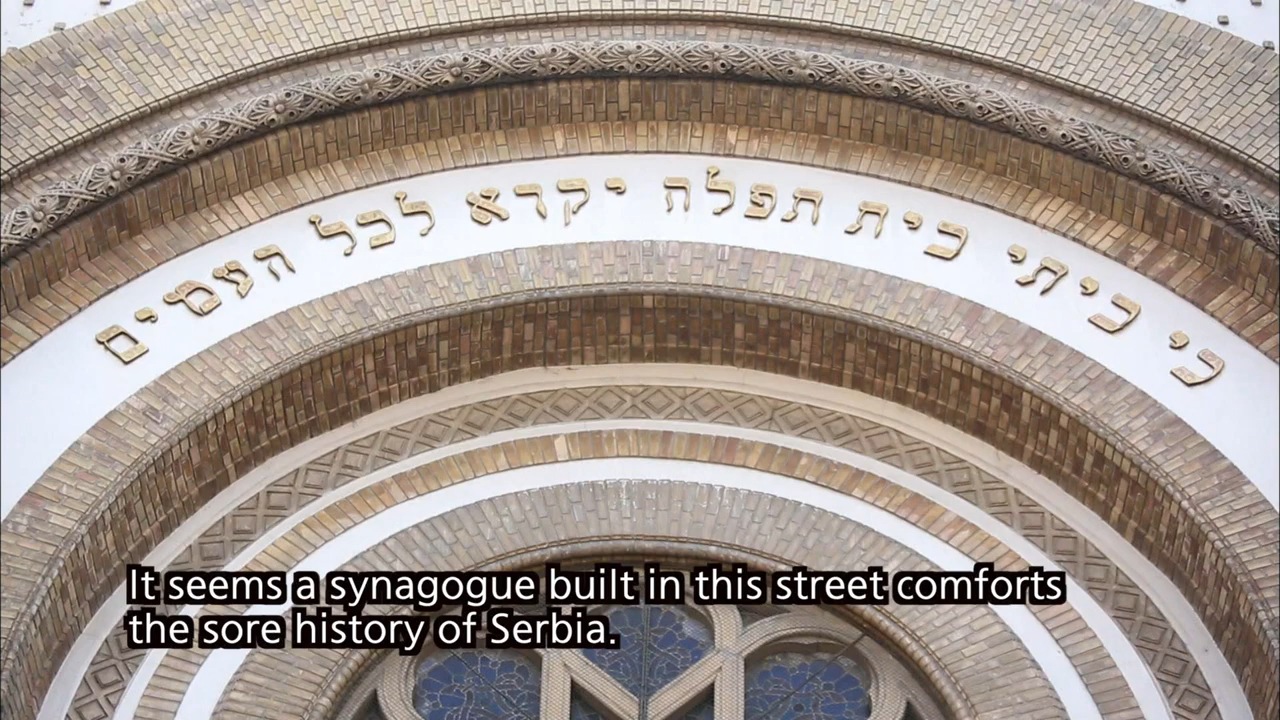 כי ביתי בית תפלה יקרא לכל העמים
It seems a synagogue built in this street comforts
the sore history of Serbia.